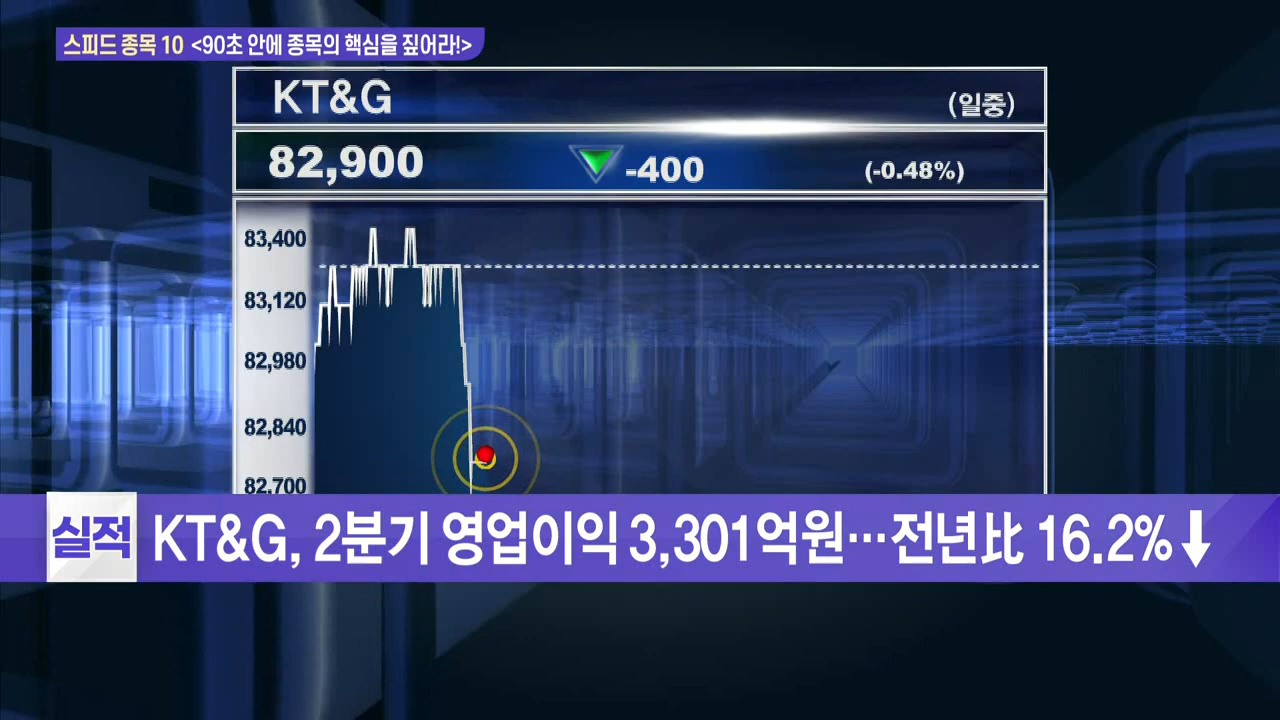 스피드 종목 10 <90초 안에 종목의 핵심을 짚어라!>
KT&G (일중)
82,900 ▼ -400 (-0.48%)
83,400
83,120
82,980
82,840
82,700
실적 KT&G, 2분기 영업이익 3,301억원…전년比 16.2%↓